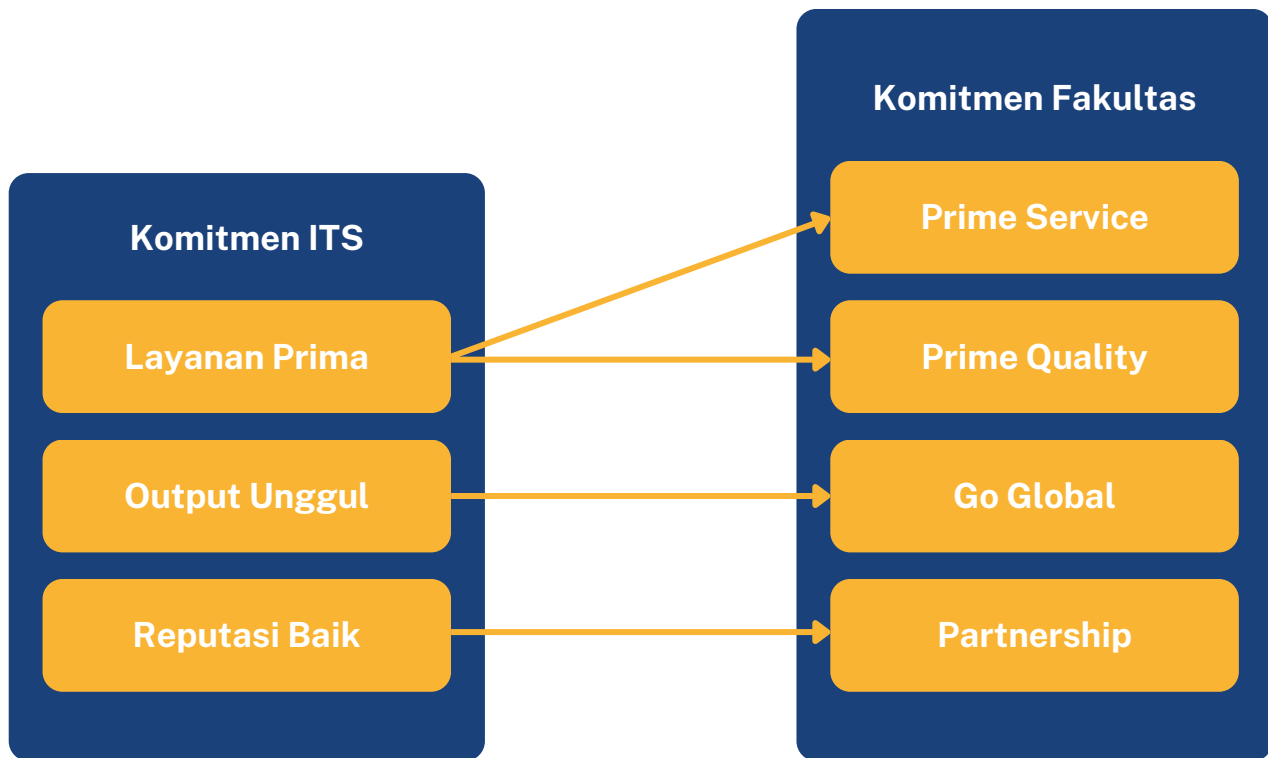 Komitmen ITS
Layanan Prima
Output Unggul
Reputasi Baik
Komitmen Fakultas
Prime Service
Prime Quality
Go Global
Partnership